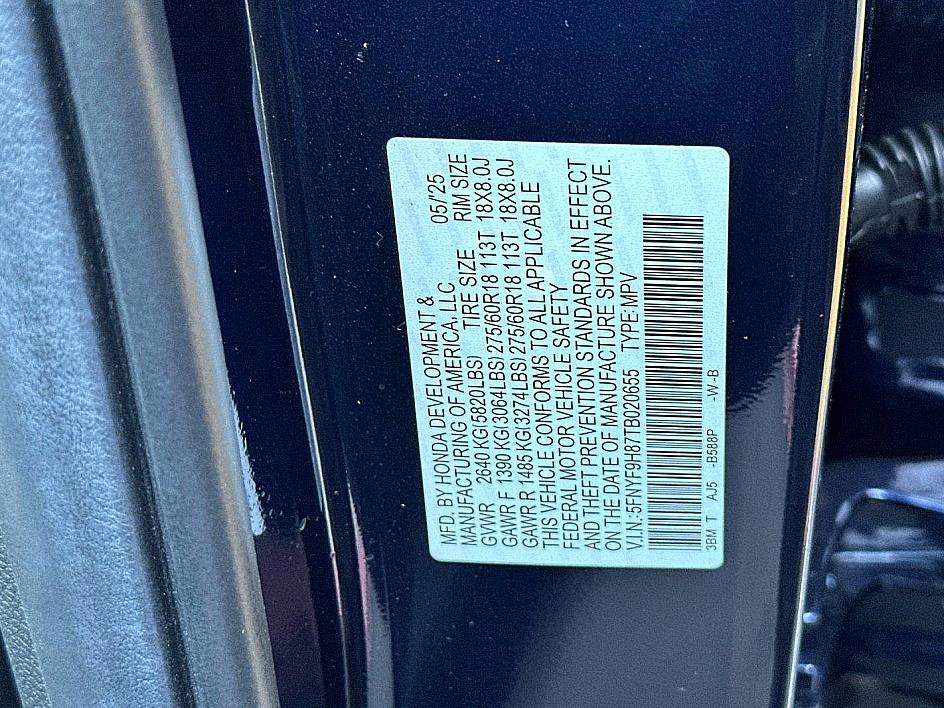 MFD. BY HONDA DEVELOPMENT &
MANUFACTURING OF AMERICA, LLC 05/'25
GVWR 2640 KG(5820LBS) TIRE SIZE RIM SIZE
GAWR F 1390 KG(3064LBS) 275/60R18 113T 18X8.0J
GAWR R 1485 KG(3274LBS) 275/60R18 113T 18X8.0J
THIS VEHICLE CONFORMS TO ALL APPLICABLE
FEDERAL MOTOR VEHICLE SAFETY
AND THEFT PREVENTION STANDARDS IN EFFECT
ON THE DATE OF MANUFACTURE SHOWN ABOVE.
V.I.N.:5FNYF9H87TB020655 TYPE:MPV
3BM T AJ5 -B588P -W-B